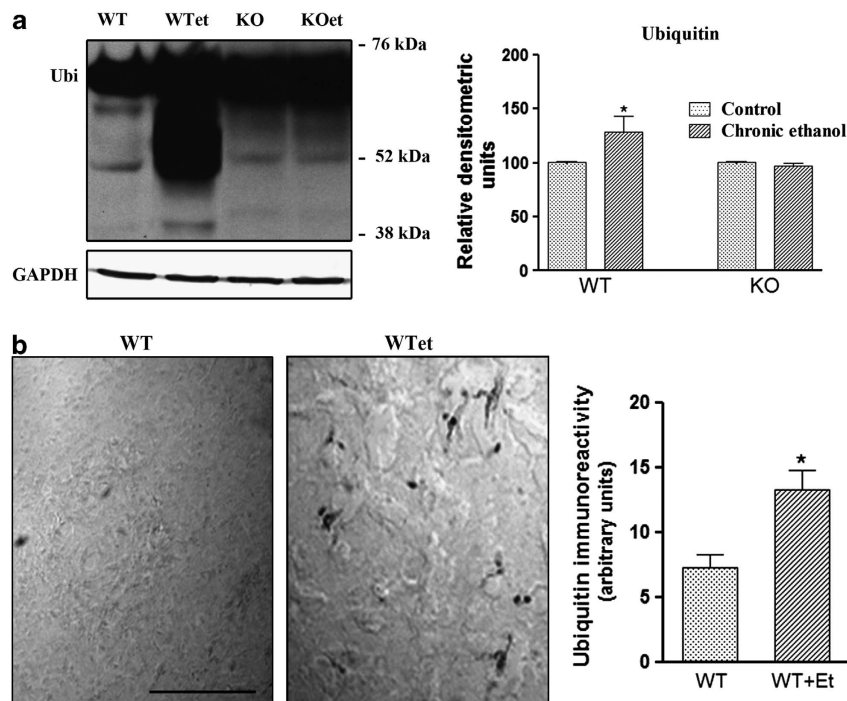 a
WT WTet KO KOet
Ubi
- 76 kDa
- 52 kDa
- 38 kDa
GAPDH
Ubiquitin
Relative densitometric
units
200
150
100
50
0
*
Control
Chronic ethanol
WT KO
b
WT WTet
Ubiquitin immunoreactivity
(arbitrary units)
20
15
10
5
0
*
WT WT+Et